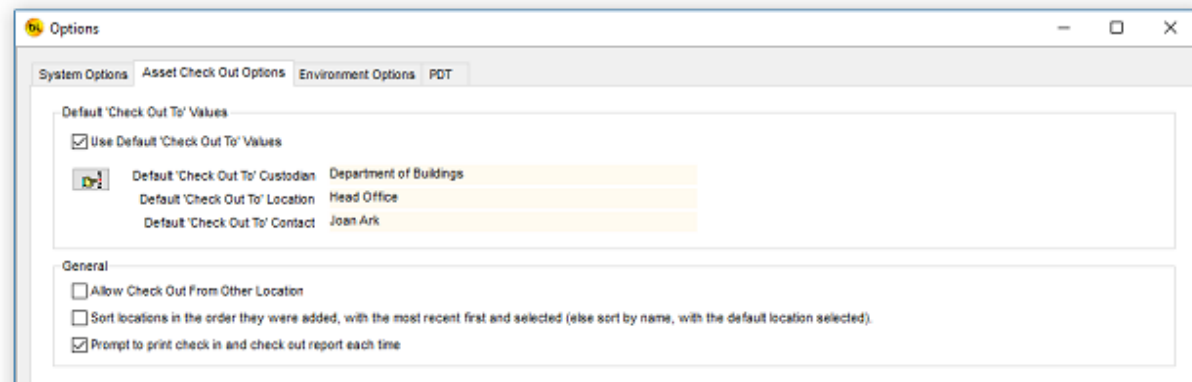 Options
System Options Asset Check Out Options Environment Options PDT
Default 'Check Out To' Values
Use Default 'Check Out To' Values
Default 'Check Out To' Custodian Department of Buildings
Default 'Check Out To' Location Head Office
Default 'Check Out To' Contact Joan Ark
General
Allow Check Out From Other Location
Sort locations in the order they were added, with the most recent first and selected (else sort by name, with the default location selected).
Prompt to print check in and check out report each time